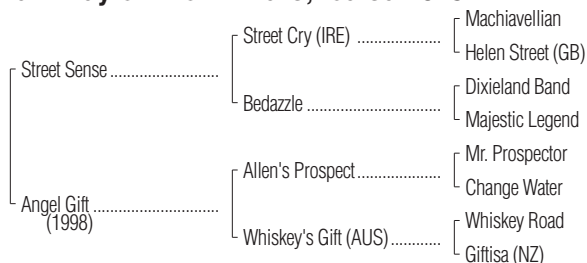 Street Cry (IRE)
Machiavellian
Helen Street (GB)
Street Sense
Bedazzle
Dixieland Band
Majestic Legend
Allen's Prospect
Mr. Prospector
Change Water
Angel Gift
(1998)
Whiskey's Gift (AUS)
Whiskey Road
Giftisa (NZ)